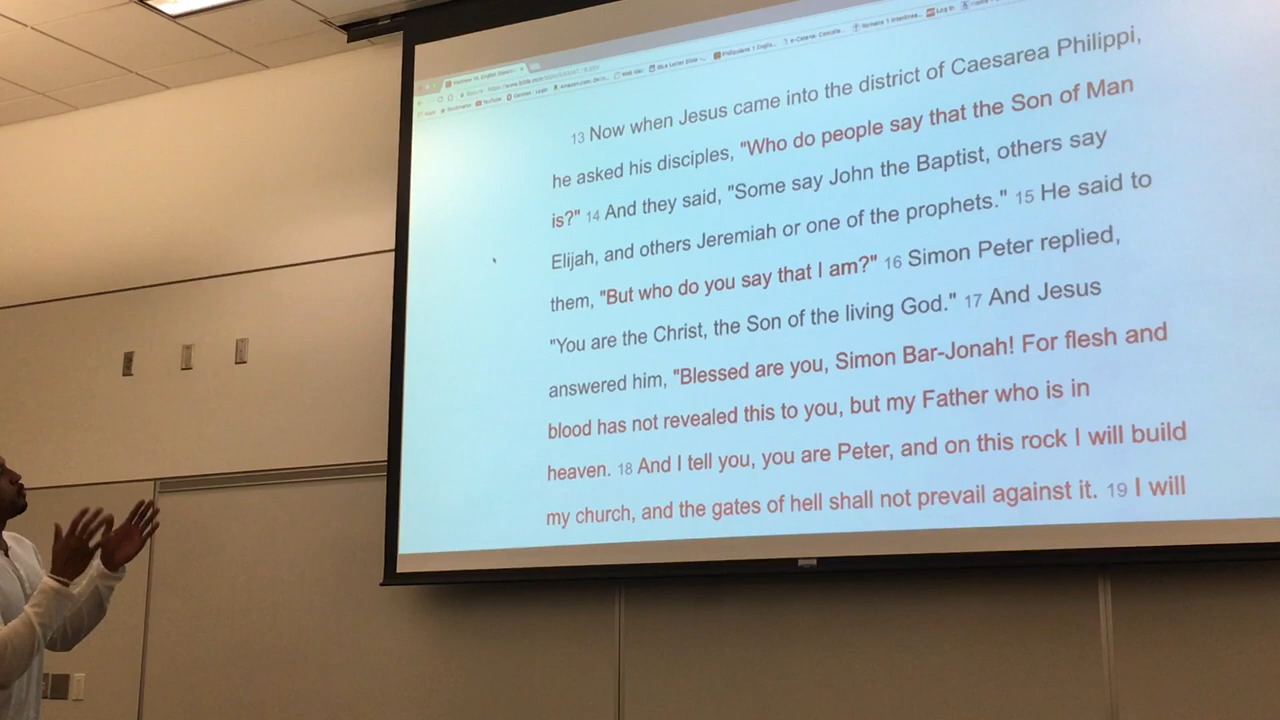 YouTube
13 Now when Jesus came into the district of Caesarea Philippi,
he asked his disciples, "Who do people say that the Son of Man
is?" 14 And they said, "Some say John the Baptist, others say
Elijah, and others Jeremiah or one of the prophets." 15 He said to
them, "But who do you say that I am?" 16 Simon Peter replied,
"You are the Christ, the Son of the living God." 17 And Jesus
answered him, "Blessed are you, Simon Bar-Jonah! For flesh and
blood has not revealed this to you, but my Father who is in
heaven. 18 And I tell you, you are Peter, and on this rock I will build
my church, and the gates of hell shall not prevail against it. 19 I will